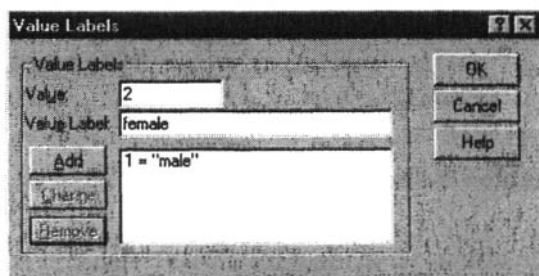 Value Labels
Value Labels
OK
Value: 2
Cancel
Value Label: female
Help
Add
1 = "male"
Change
Remove